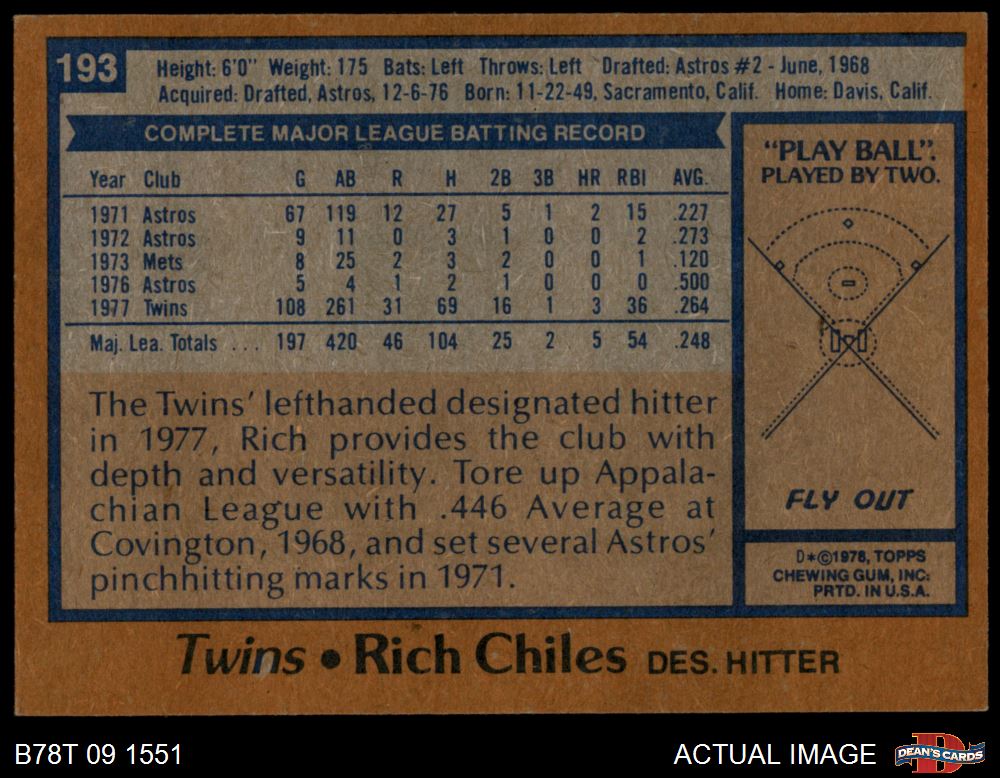 193
Height: 6'0" Weight: 175 Bats: Left Throws: Left Drafted: Astros #2 - June, 1968
Acquired: Drafted, Astros, 12-6-76 Born: 11-22-49, Sacramento, Calif. Home: Davis, Calif.
COMPLETE MAJOR LEAGUE BATTING RECORD
Year Club G AB R H 2B 3B HR RBI AVG.
1971 Astros 67 119 12 27 5 1 2 15 .227
1972 Astros 9 11 0 3 1 0 0 2 .273
1973 Mets 8 25 2 3 2 0 0 1 .120
1976 Astros 5 4 1 2 1 0 0 0 .500
1977 Twins 108 261 31 69 16 1 3 36 .264
Maj. Lea. Totals ... 197 420 46 104 25 2 5 54 .248
The Twins' lefthanded designated hitter
in 1977, Rich provides the club with
depth and versatility. Tore up Appala-
chian League with .446 Average at
Covington, 1968, and set several Astros'
pinchhitting marks in 1971.
"PLAY BALL".
PLAYED BY TWO.
FLY OUT
D*©1978, TOPPS
CHEWING GUM, INC:
PRTD. IN U.S.A.
Twins • Rich Chiles DES. HITTER
B78T 09 1551
ACTUAL IMAGE
DEAN'S CARDS